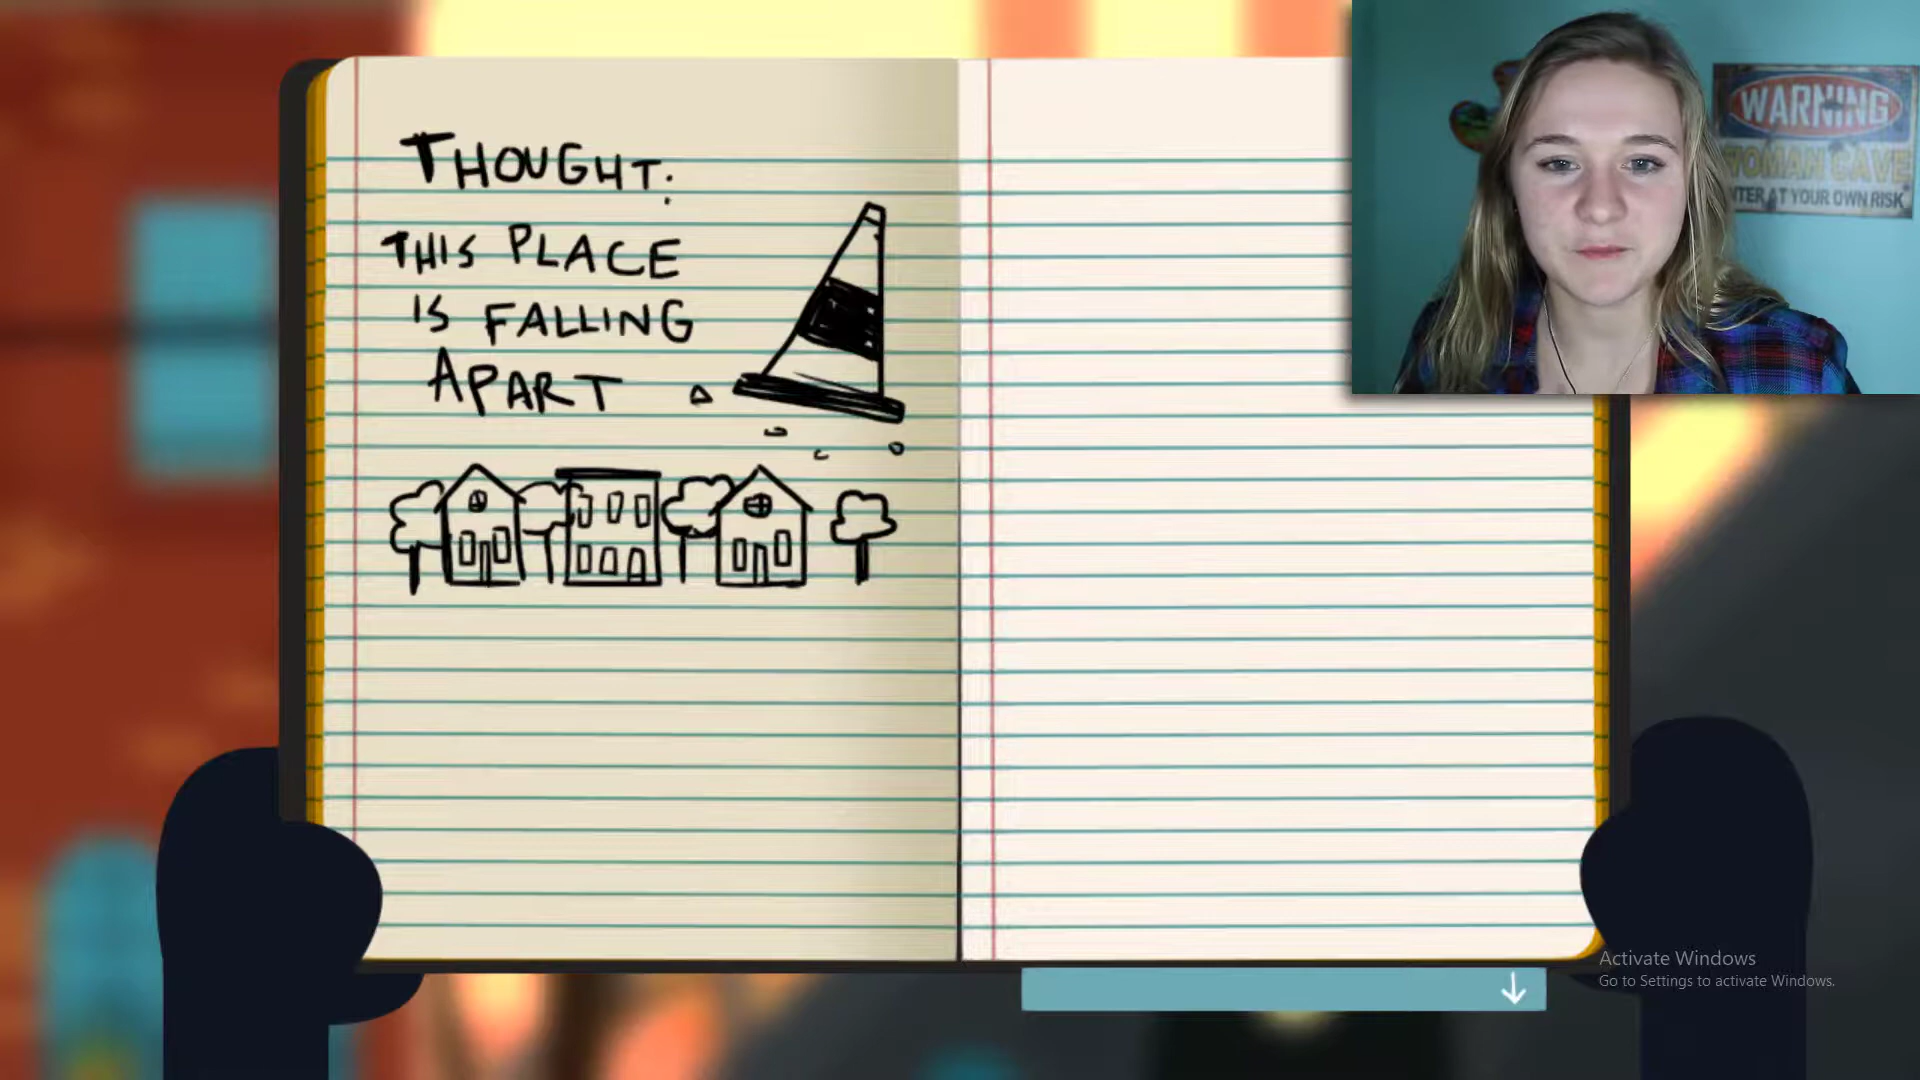 THOUGHT:
THIS PLACE
IS FALLING
APART
WARNING
WOMAN CAVE
NTER AT YOUR OWN RISK
Activate Windows
Go to Settings to activate Windows.